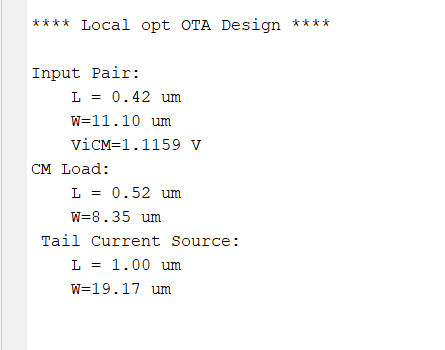 **** Local opt OTA Design ****
Input Pair:
L = 0.42 um
W=11.10 um
ViCM=1.1159 V
CM Load:
L = 0.52 um
W=8.35 um
Tail Current Source:
L = 1.00 um
W=19.17 um